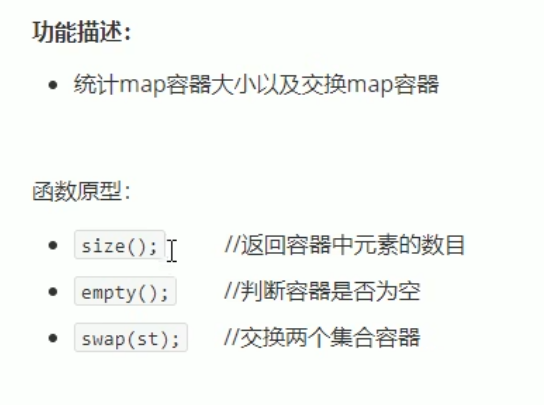 功能描述：
• 统计map容器大小以及交换map容器
函数原型：
• size(); //返回容器中元素的数目
• empty(); //判断容器是否为空
• swap(st); //交换两个集合容器